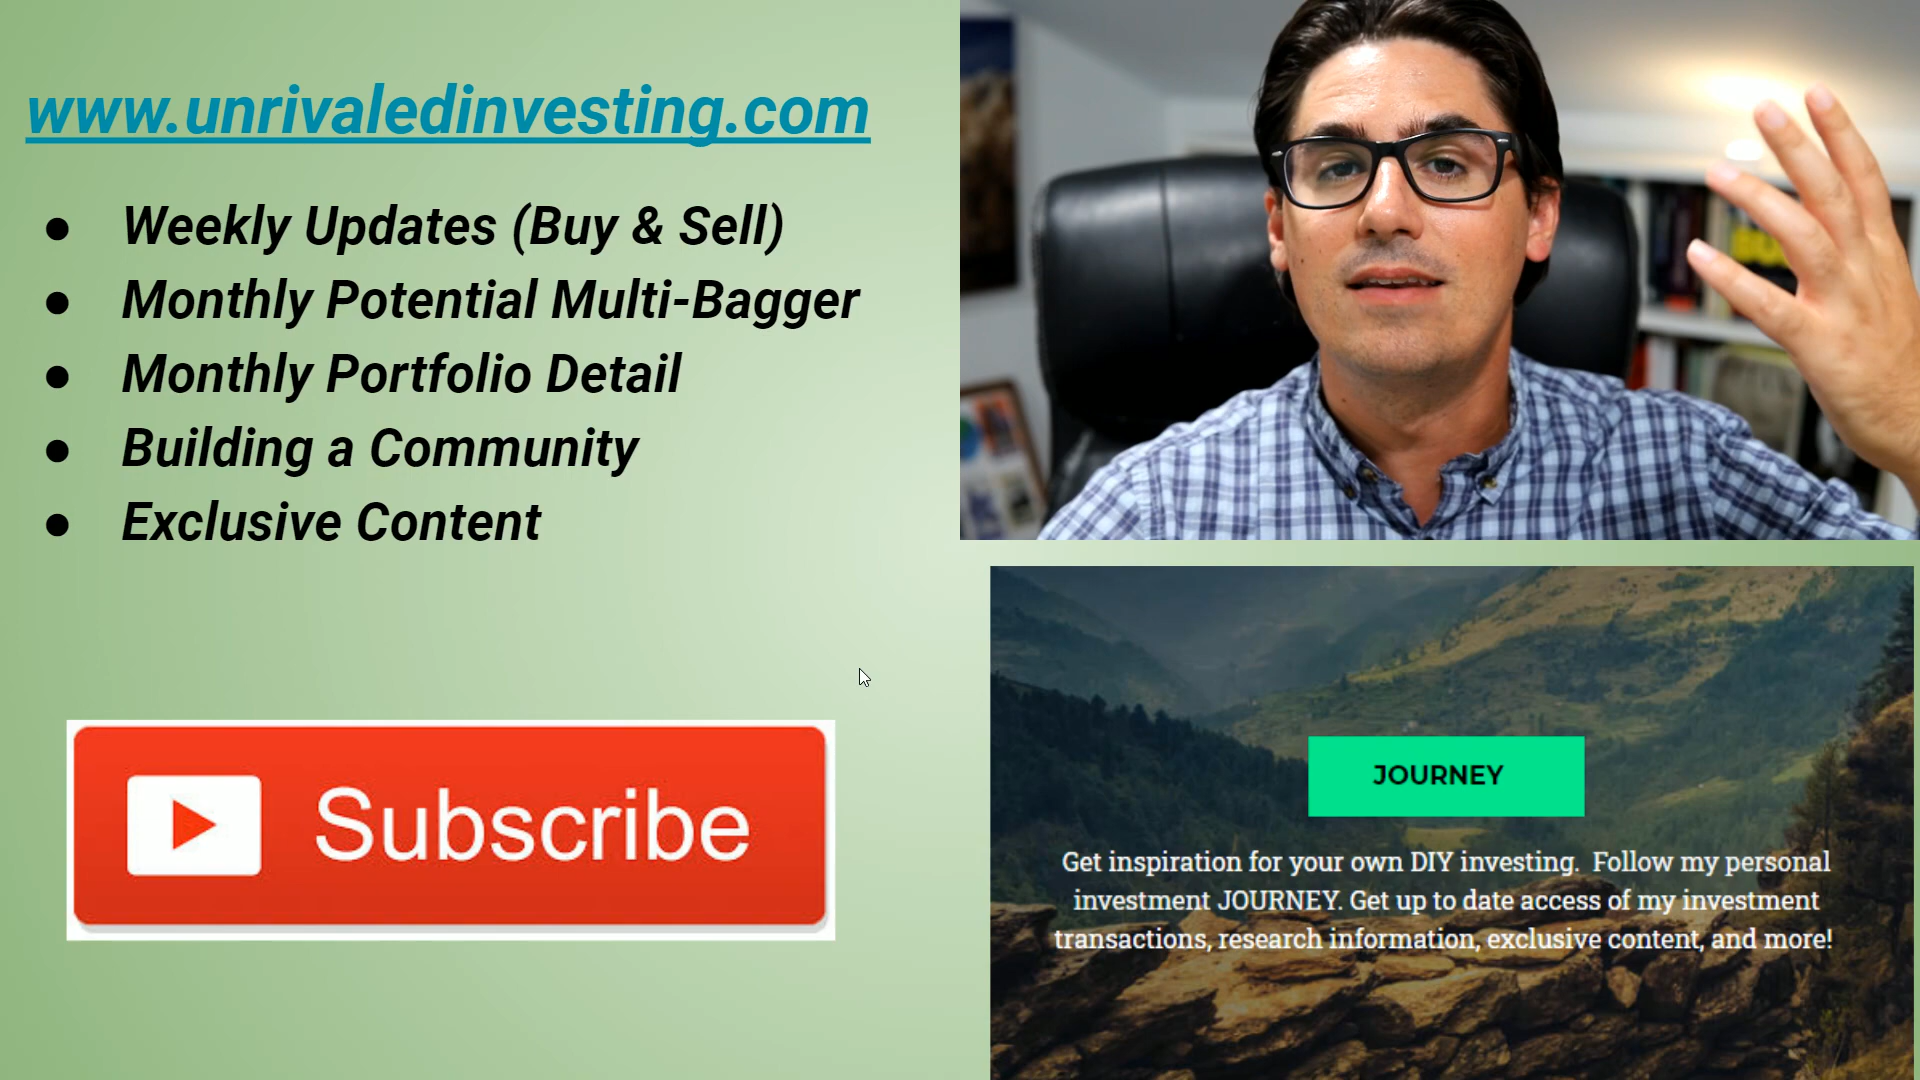 www.unrivaledinvesting.com
● Weekly Updates (Buy & Sell)
● Monthly Potential Multi-Bagger
● Monthly Portfolio Detail
● Building a Community
● Exclusive Content
Subscribe
JOURNEY
Get inspiration for your own DIY investing. Follow my personal
investment JOURNEY. Get up to date access of my investment
transactions, research information, exclusive content, and more!